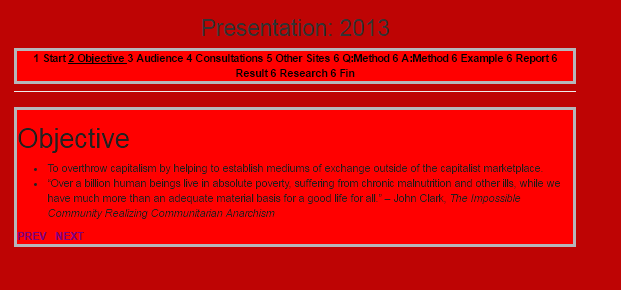 Presentation: 2013
1 Start 2 Objective 3 Audience 4 Consultations 5 Other Sites 6 Q:Method 6 A:Method 6 Example 6 Report 6
Result 6 Research 6 Fin
Objective
• To overthrow capitalism by helping to establish mediums of exchange outside of the capitalist marketplace.
• "Over a billion human beings live in absolute poverty, suffering from chronic malnutrition and other ills, while we
have much more than an adequate material basis for a good life for all." – John Clark, The Impossible
Community Realizing Communitarian Anarchism
PREV NEXT